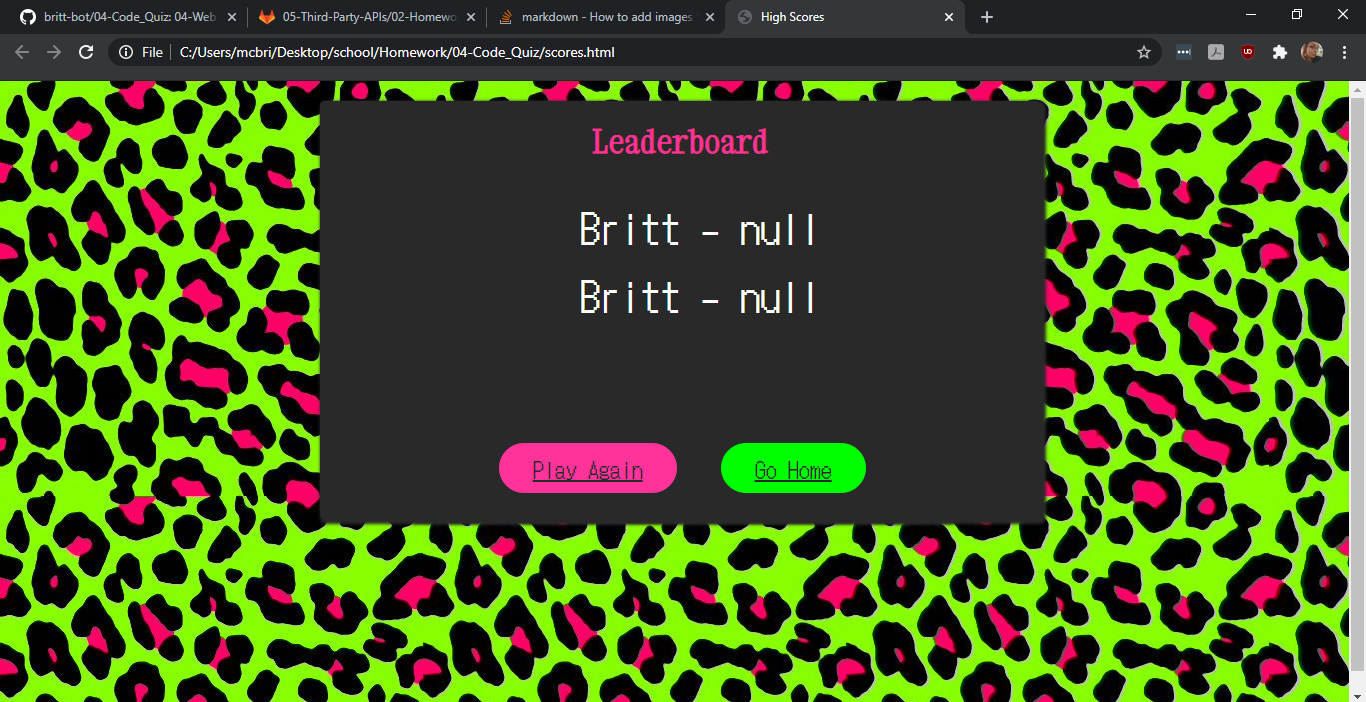 britt-bot/04-Code_Quiz: 04-Web
05-Third-Party-APIs/02-Homewo
markdown - How to add images
High Scores
File
C:/Users/mcbri/Desktop/school/Homework/04-Code_Quiz/scores.html
Leaderboard
Britt - null
Britt - null
Play Again
Go Home